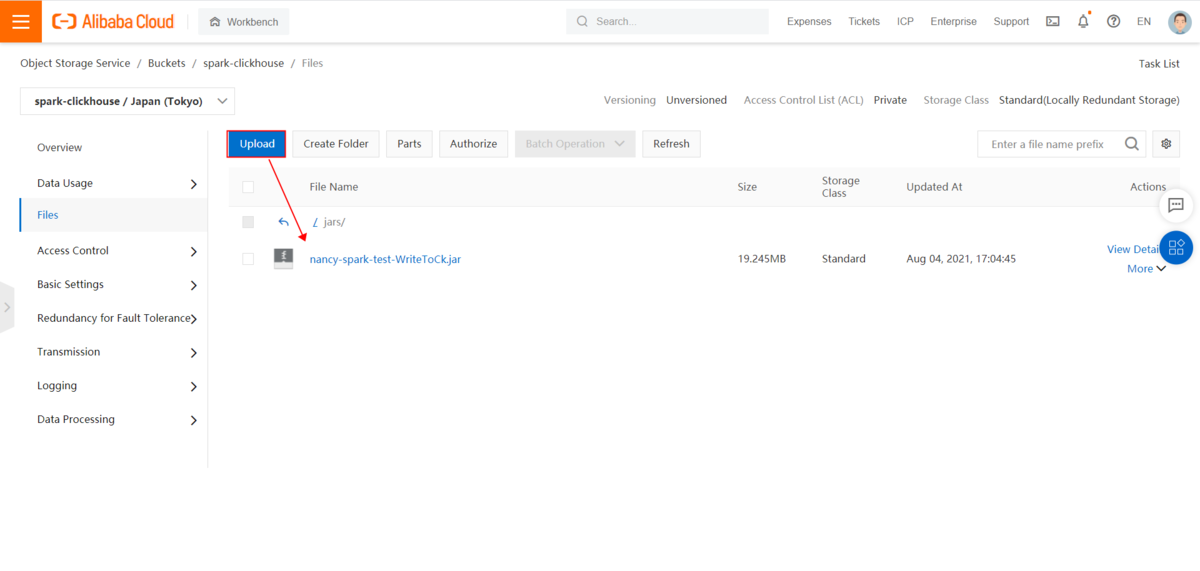 Alibaba Cloud Workbench Search... Expenses Tickets ICP Enterprise Support EN
Object Storage Service / Buckets / spark-clickhouse / Files Task List
spark-clickhouse / Japan (Tokyo) Versioning Unversioned Access Control List (ACL) Private Storage Class Standard(Locally Redundant Storage)
Upload Create Folder Parts Authorize Batch Operation Refresh Enter a file name prefix
Overview
Data Usage
Files
Access Control
Basic Settings
Redundancy for Fault Tolerance
Transmission
Logging
Data Processing
File Name Size Storage Class Updated At Actions
/ jars/
nancy-spark-test-WriteToCk.jar 19.245MB Standard Aug 04, 2021, 17:04:45 View Detai
More